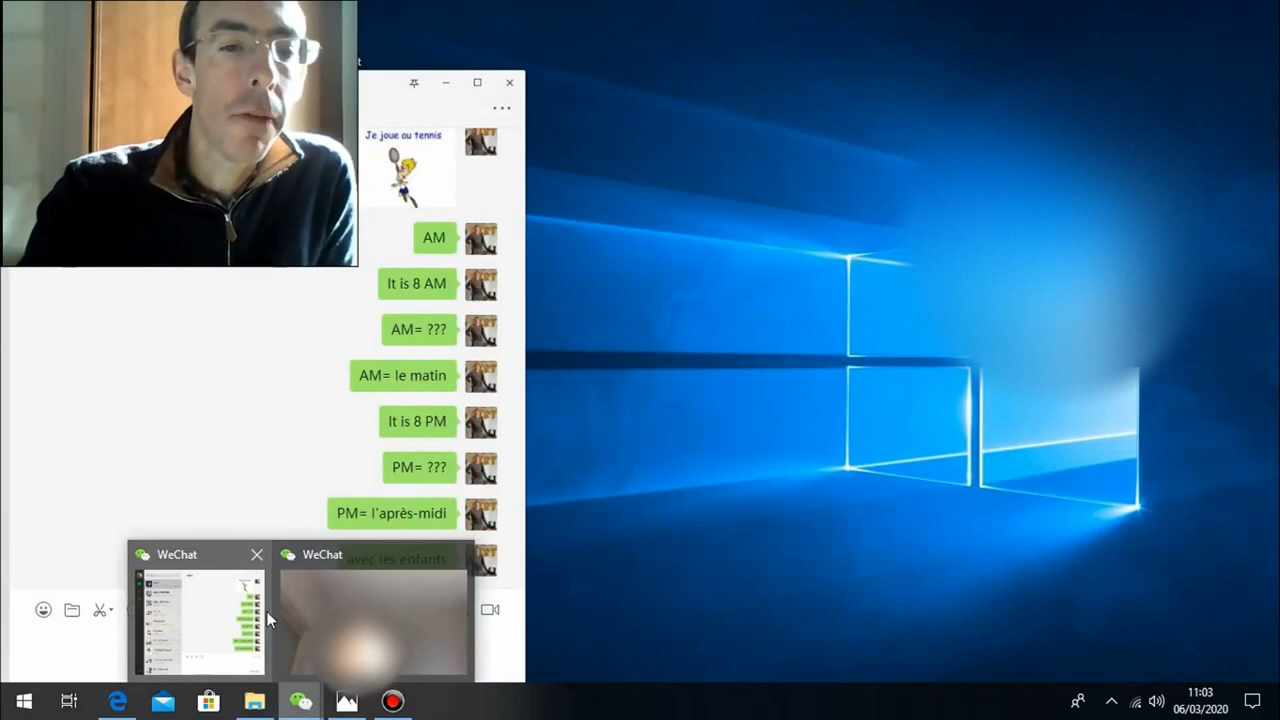 Je joue au tennis
AM
It is 8 AM
AM= ???
AM= le matin
It is 8 PM
PM= ???
PM= l'après-midi
avec les enfants
WeChat
WeChat
11:03
06/03/2020